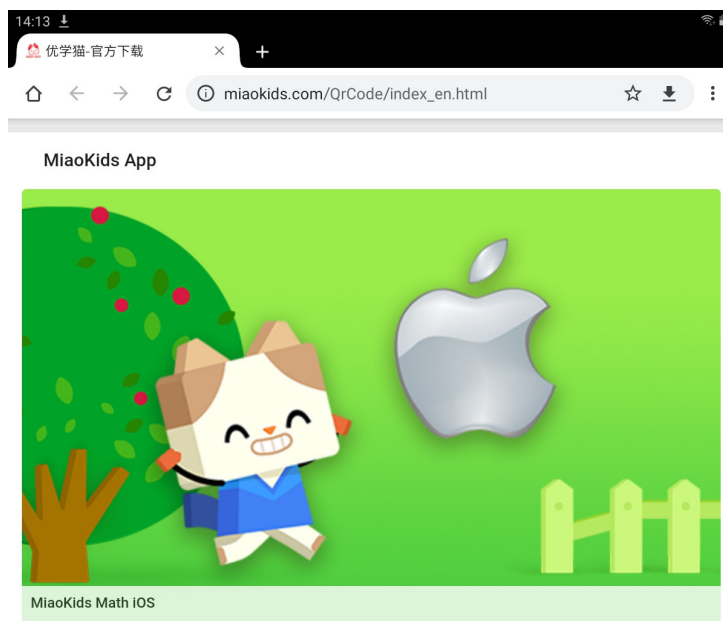 14:13
优学猫-官方下载
miaokids.com/QrCode/index_en.html
MiaoKids App
MiaoKids Math iOS